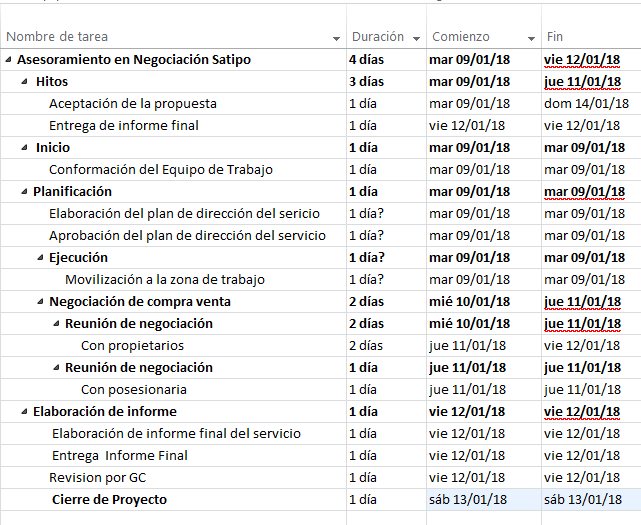 Nombre de tarea Duración Comienzo Fin
Asesoramiento en Negociación Satipo 4 días mar 09/01/18 vie 12/01/18
Hitos 3 días mar 09/01/18 jue 11/01/18
Aceptación de la propuesta 1 día mar 09/01/18 dom 14/01/18
Entrega de informe final 1 día vie 12/01/18 vie 12/01/18
Inicio 1 día mar 09/01/18 mar 09/01/18
Conformación del Equipo de Trabajo 1 día mar 09/01/18 mar 09/01/18
Planificación 1 día mar 09/01/18 mar 09/01/18
Elaboración del plan de dirección del sericio 1 día? mar 09/01/18 mar 09/01/18
Aprobación del plan de dirección del servicio 1 día? mar 09/01/18 mar 09/01/18
Ejecución 1 día? mar 09/01/18 mar 09/01/18
Movilización a la zona de trabajo 1 día? mar 09/01/18 mar 09/01/18
Negociación de compra venta 2 días mié 10/01/18 jue 11/01/18
Reunión de negociación 2 días mié 10/01/18 jue 11/01/18
Con propietarios 2 días jue 11/01/18 vie 12/01/18
Reunión de negociación 1 día jue 11/01/18 jue 11/01/18
Con posesionaria 1 día jue 11/01/18 jue 11/01/18
Elaboración de informe 1 día vie 12/01/18 vie 12/01/18
Elaboración de informe final del servicio 1 día vie 12/01/18 vie 12/01/18
Entrega Informe Final 1 día vie 12/01/18 vie 12/01/18
Revision por GC 1 día vie 12/01/18 vie 12/01/18
Cierre de Proyecto 1 día sáb 13/01/18 sáb 13/01/18